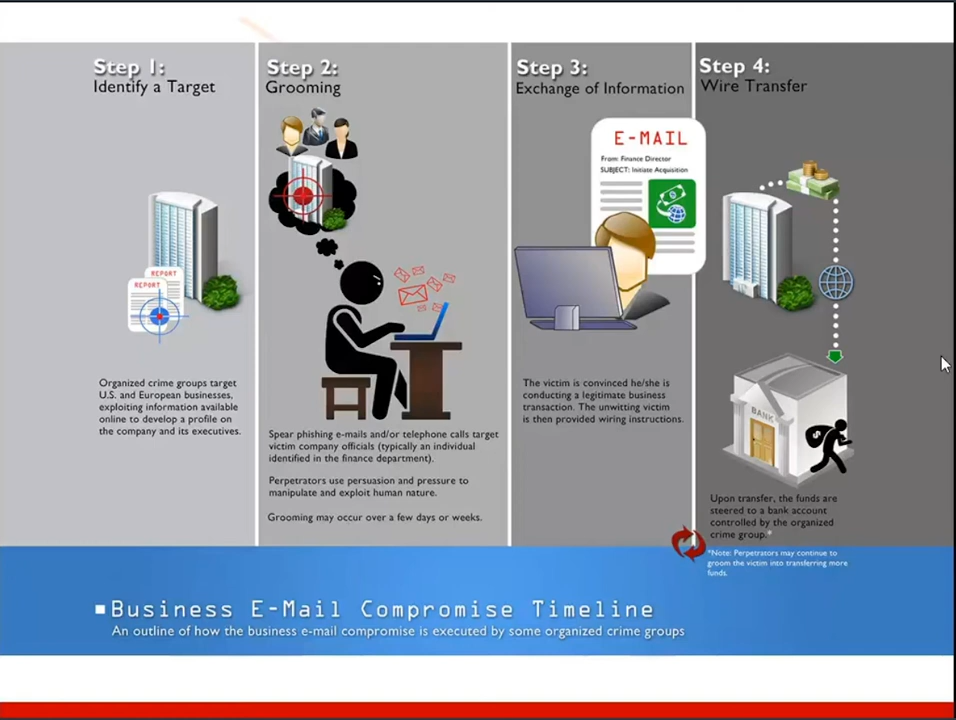 Step 1:
Identify a Target
REPORT
REPORT
Organized crime groups target
U.S. and European businesses,
exploiting information available
online to develop a profile on
the company and its executives.
Step 2:
Grooming
Spear phishing e-mails and/or telephone calls target
victim company officials (typically an individual
identified in the finance department).
Perpetrators use persuasion and pressure to
manipulate and exploit human nature.
Grooming may occur over a few days or weeks.
Step 3:
Exchange of Information
E-MAIL
From: Finance Director
SUBJECT: Initiate Acquisition
The victim is convinced he/she is
conducting a legitimate business
transaction. The unwitting victim
is then provided wiring instructions.
Step 4:
Wire Transfer
BANK
$
Upon transfer, the funds are
steered to a bank account
controlled by the organized
crime group.*
*Note: Perpetrators may continue to
groom the victim into transferring more
funds.
Business E-Mail Compromise Timeline
An outline of how the business e-mail compromise is executed by some organized crime groups